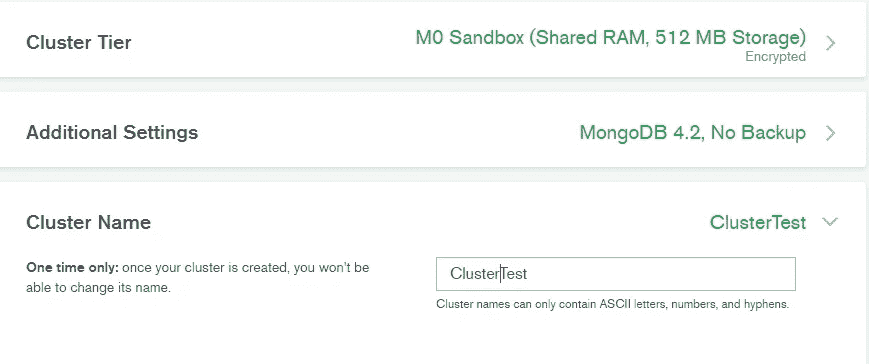 Cluster Tier
M0 Sandbox (Shared RAM, 512 MB Storage)
Encrypted
Additional Settings
MongoDB 4.2, No Backup
Cluster Name
ClusterTest
One time only: once your cluster is created, you won't be
able to change its name.
ClusterTest
Cluster names can only contain ASCII letters, numbers, and hyphens.